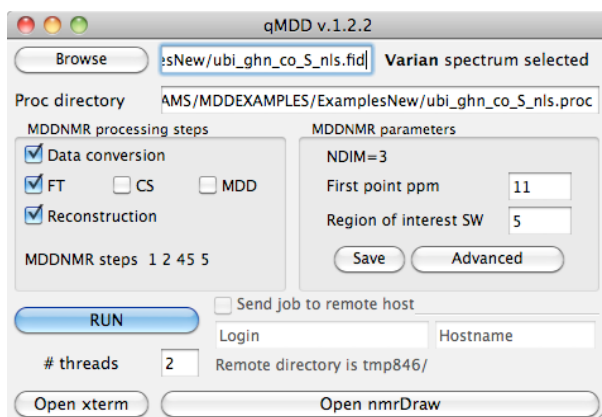 qMDD v.1.2.2
Browse esNew/ubi_ghn_co_S_nls.fid Varian spectrum selected
Proc directory AMS/MDDEXAMPLES/ExamplesNew/ubi_ghn_co_S_nls.proc
MDDNMR processing steps MDDNMR parameters
Data conversion NDIM=3
FT CS MDD First point ppm 11
Reconstruction Region of interest SW 5
MDDNMR steps 1 2 45 5 Save Advanced
Send job to remote host
RUN Login Hostname
# threads 2 Remote directory is tmp846/
Open xterm Open nmrDraw